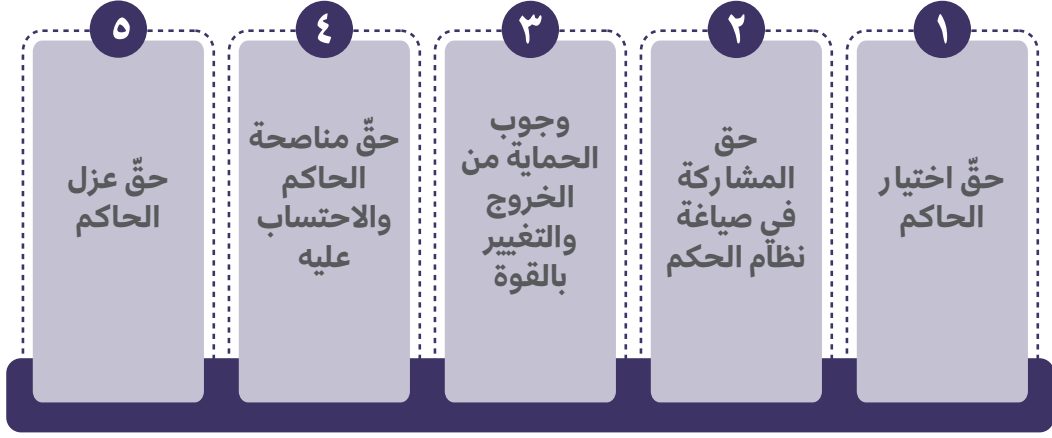 ١
حقّ اختيار
الحاكم
٢
حق
المشاركة
في صياغة
نظام الحكم
٣
وجوب
الحماية من
الخروج
والتغيير
بالقوة
٤
حقّ مناصحة
الحاكم
والاحتساب
عليه
٥
حقّ عزل
الحاكم